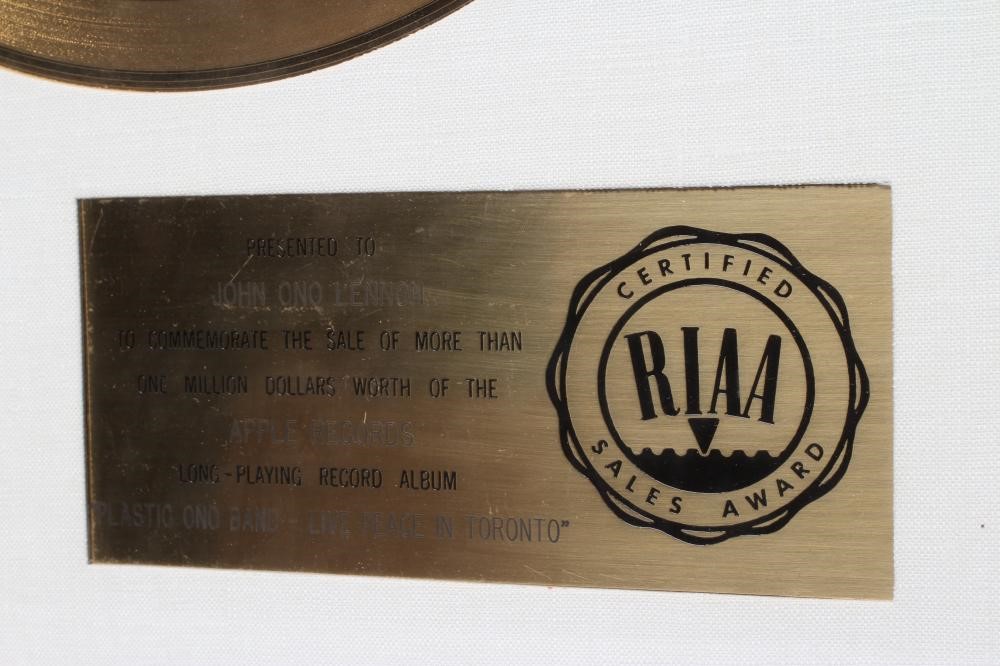 PRESENTED TO
JOHN ONO LENNON
TO COMMEMORATE THE SALE OF MORE THAN
ONE MILLION DOLLARS WORTH OF THE
APPLE RECORDS
LONG-PLAYING RECORD ALBUM
"PLASTIC ONO BAND - LIVE PEACE IN TORONTO"
CERTIFIED
RIAA
SALES AWARD